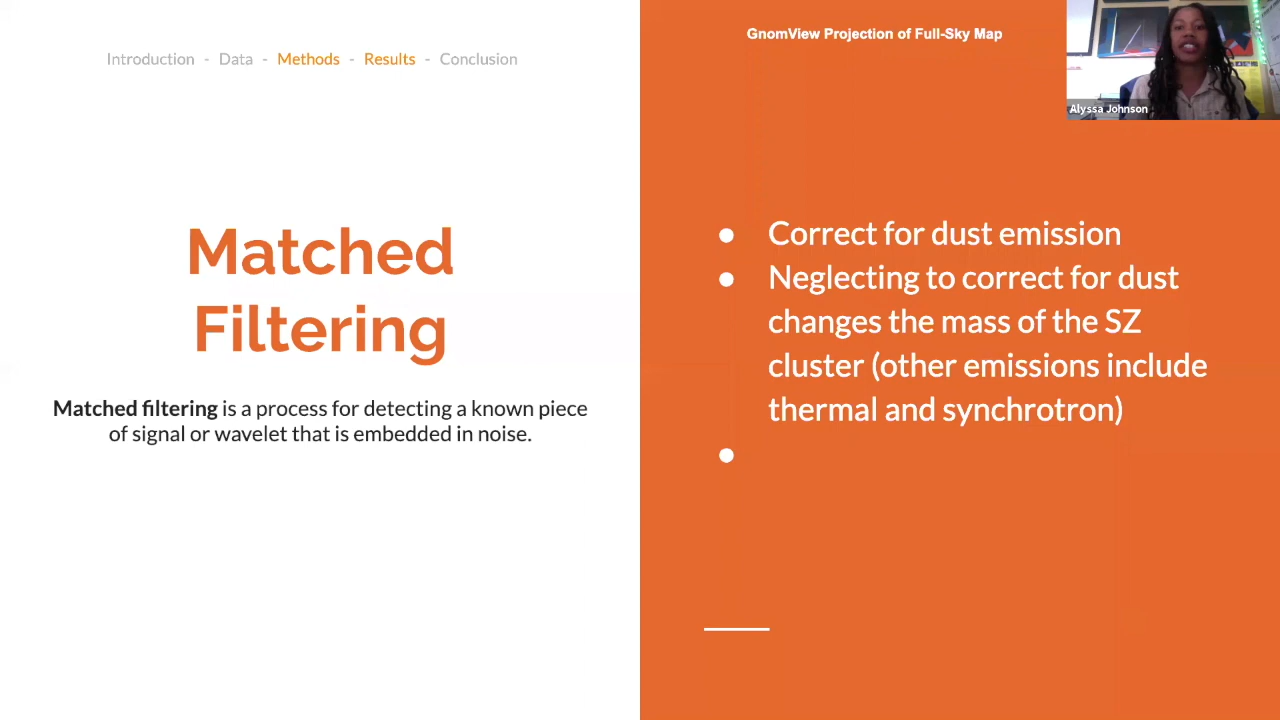 Introduction - Data - Methods - Results - Conclusion
GnomView Projection of Full-Sky Map
Alyssa Johnson
Matched
Filtering
Matched filtering is a process for detecting a known piece
of signal or wavelet that is embedded in noise.
● Correct for dust emission
● Neglecting to correct for dust
changes the mass of the SZ
cluster (other emissions include
thermal and synchrotron)
●